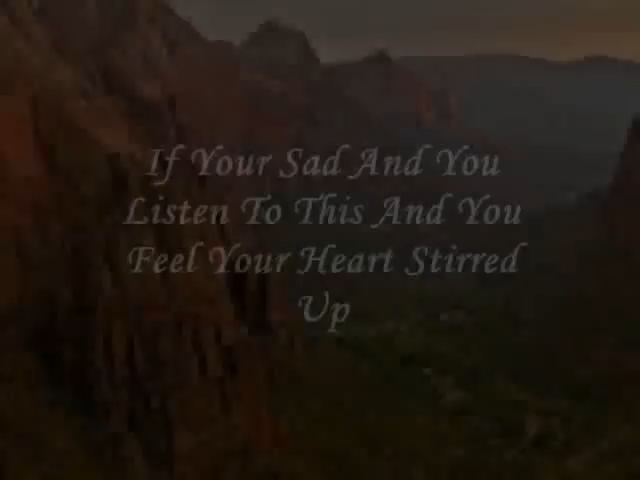 If Your Sad And You
Listen To This And You
Feel Your Heart Stirred
Up